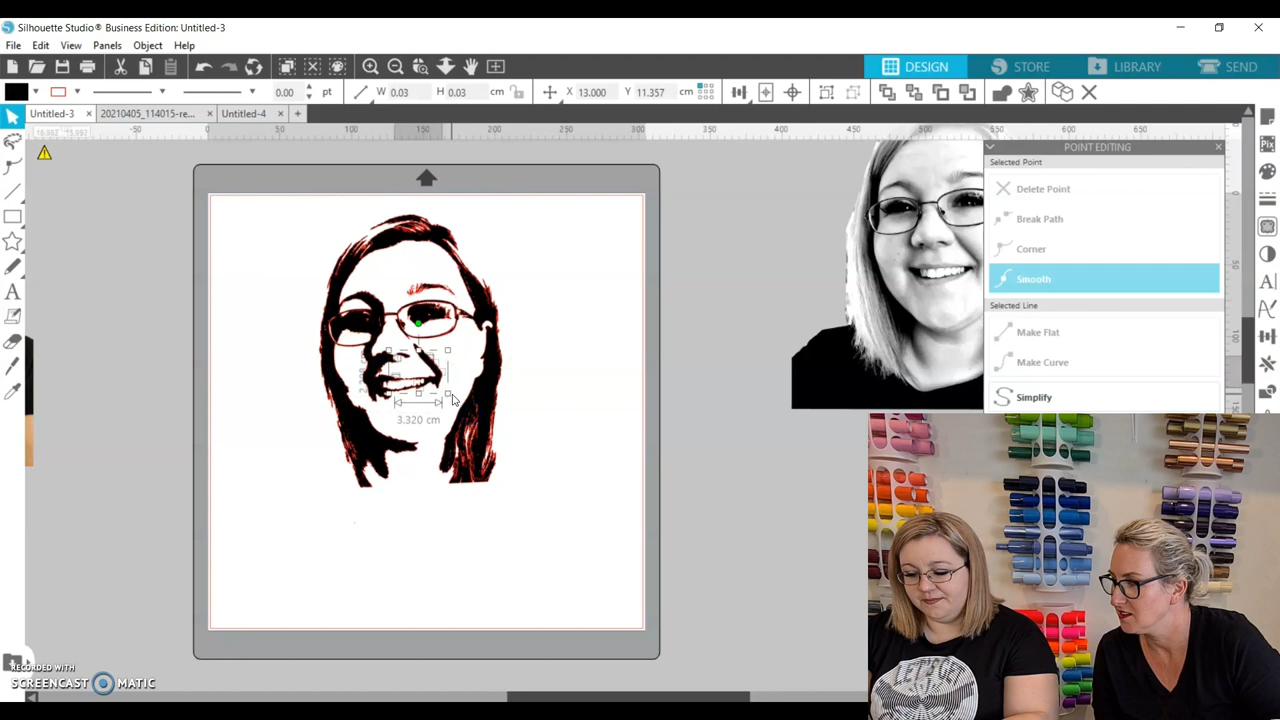 Silhouette Studio® Business Edition: Untitled-3
File Edit View Panels Object Help
DESIGN STORE LIBRARY SEND
0.00 pt W 0.03 H 0.03 cm X 13.000 Y 11.357 cm
Untitled-3 20210405_114015-re... Untitled-4
-50 0 50 100 150 200 250 300 350 400 450 500 550 600 650 700
POINT EDITING
Selected Point
Delete Point
Break Path
Corner
Smooth
Selected Line
Make Flat
Make Curve
Simplify
3.320 cm
RECORDED WITH
SCREENCAST MATIC